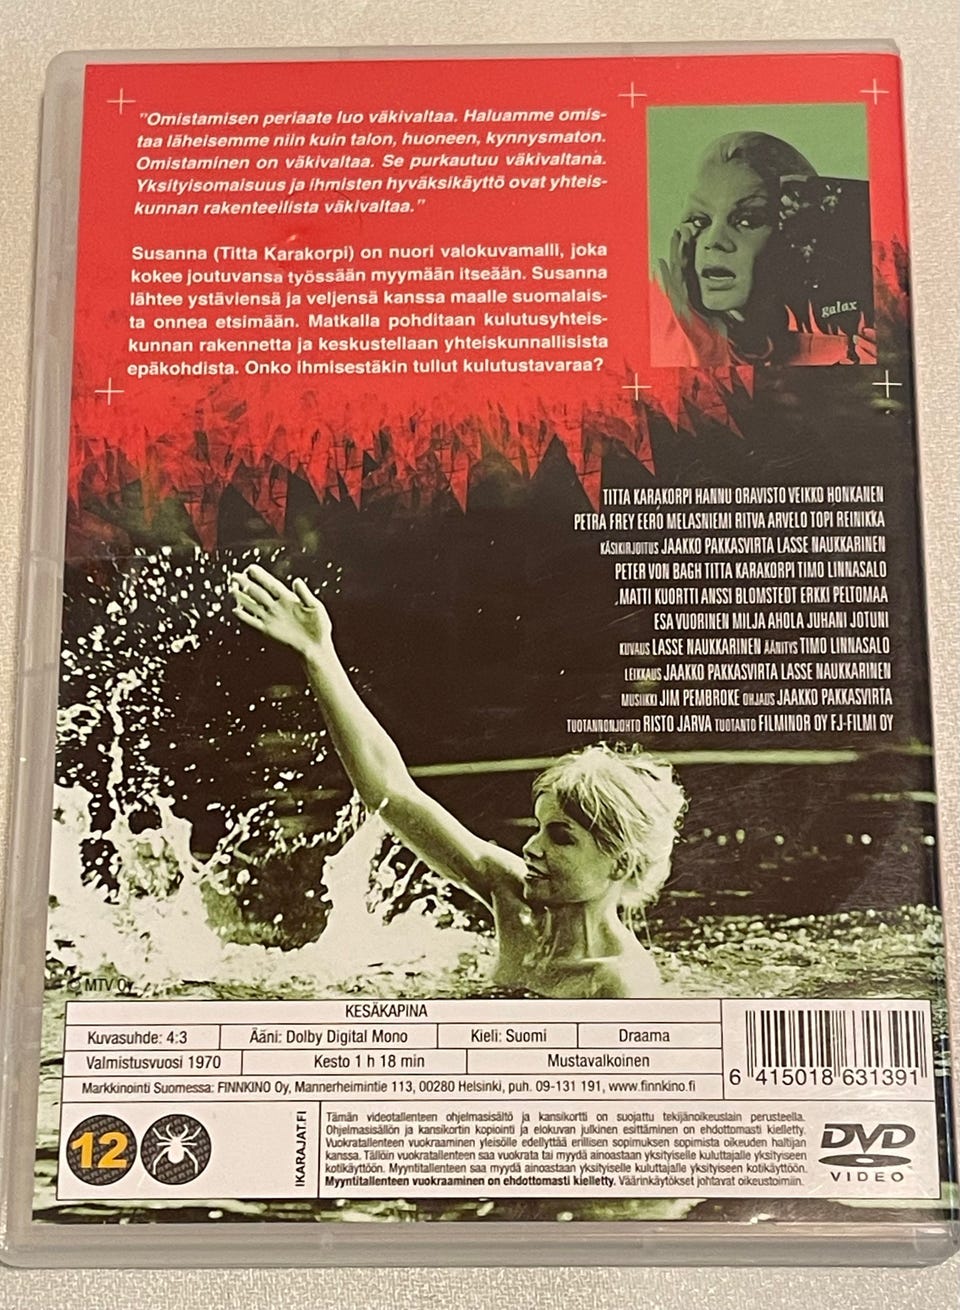 "Omistamisen periaate luo väkivaltaa. Haluamme omis-
taa läheisemme niin kuin talon, huoneen, kynnysmaton.
Omistaminen on väkivaltaa. Se purkautuu väkivaltana.
Yksityisomaisuus ja ihmisten hyväksikäyttö ovat yhteis-
kunnan rakenteellista väkivaltaa."
galax
Susanna (Titta Karakorpi) on nuori valokuvamalli, joka
kokee joutuvansa työssään myymään itseään. Susanna
lähtee ystäviensä ja veljensä kanssa maalle suomalais-
ta onnea etsimään. Matkalla pohditaan kulutusyhteis-
kunnan rakennetta ja keskustellaan yhteiskunnallisista
epäkohdista. Onko ihmisestäkin tullut kulutustavaraa?
TITTA KARAKORPI HANNU ORAVISTO VEIKKO HONKANEN
PETRA FREY EERO MELASNIEMI RITVA ARVELO TOPI REINIKKA
KÄSIKIRJOITUS JAAKKO PAKKASVIRTA LASSE NAUKKARINEN
PETER VON BAGH TITTA KARAKORPI TIMO LINNASALO
MATTI KUORTTI ANSSI BLOMSTEDT ERKKI PELTOMAA
ESA VUORINEN MILJA AHOLA JUHANI JOTUNI
KUVAUS LASSE NAUKKARINEN ÄÄNITYS TIMO LINNASALO
LEIKKAUS JAAKKO PAKKASVIRTA LASSE NAUKKARINEN
MUSIIKKI JIM PEMBROKE OHJAUS JAAKKO PAKKASVIRTA
TUOTANNONJOHTO RISTO JARVA TUOTANTO FILMINOR OY FJ-FILMI OY
© MTV Oy
KESÄKAPINA
Kuvasuhde: 4:3 Ääni: Dolby Digital Mono Kieli: Suomi Draama
Valmistusvuosi 1970 Kesto 1 h 18 min Mustavalkoinen
Markkinointi Suomessa: FINNKINO Oy, Mannerheimintie 113, 00280 Helsinki, puh. 09-131 191, www.finnkino.fi
6 415018 631391
12
IKARAJAT.FI
Tämän videotallenteen ohjelmasisältö ja kansikortti on suojattu tekijänoikeuslain perusteella.
Ohjelmasisällön ja kansikortin kopiointi ja elokuvan julkinen esittäminen on ehdottomasti kielletty.
Vuokratallenteen vuokraaminen yleisölle edellyttää erillisen sopimuksen sopimista oikeuden haltijan
kanssa. Tällöin vuokratallenteen saa vuokrata tai myydä ainoastaan yksityiselle kuluttajalle yksityiseen
kotikäyttöön. Myyntitallenteen saa myydä ainoastaan yksityiselle kuluttajalle yksityiseen kotikäyttöön.
Myyntitallenteen vuokraaminen on ehdottomasti kielletty. Väärinkäytökset johtavat oikeustoimiin.
DVD
VIDEO